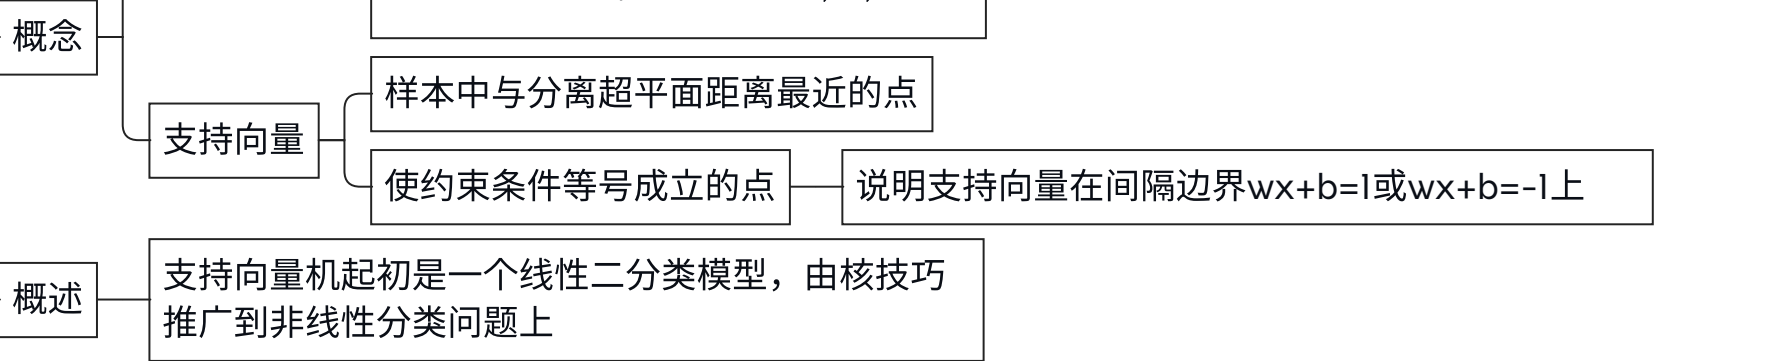 概念
样本中与分离超平面距离最近的点
支持向量
使约束条件等号成立的点
说明支持向量在间隔边界wx+b=1或wx+b=-1上
概述
支持向量机起初是一个线性二分类模型，由核技巧
推广到非线性分类问题上